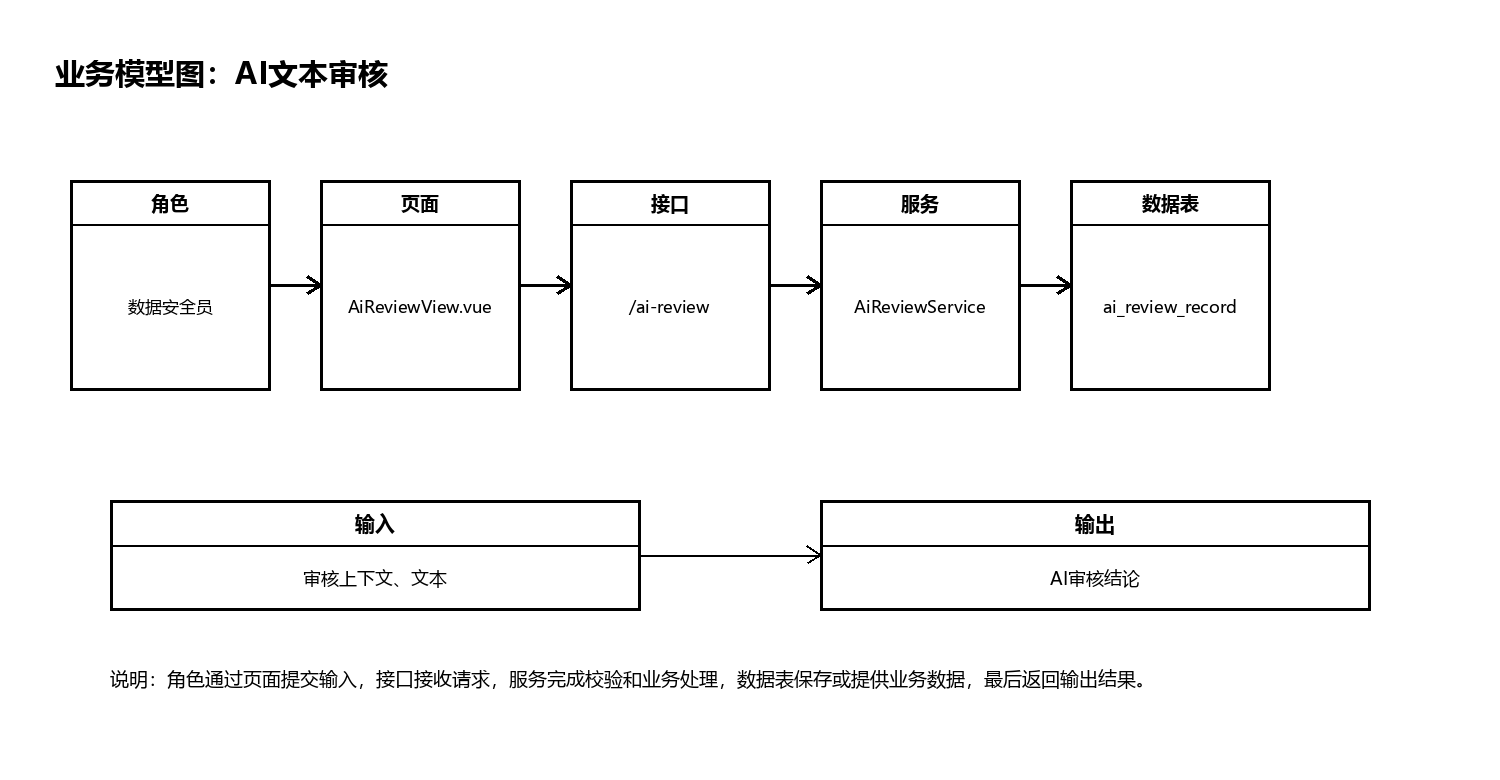 业务模型图：AI文本审核
角色
数据安全员
页面
AiReviewView.vue
接口
/ai-review
服务
AiReviewService
数据表
ai_review_record
输入
审核上下文、文本
输出
AI审核结论
说明：角色通过页面提交输入，接口接收请求，服务完成校验和业务处理，数据表保存或提供业务数据，最后返回输出结果。